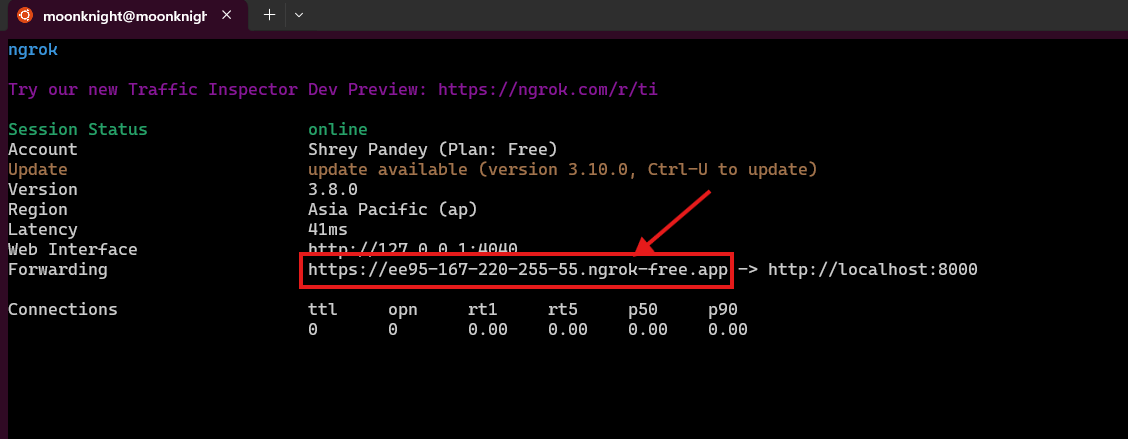 moonknight@moonknigh
ngrok
Try our new Traffic Inspector Dev Preview: https://ngrok.com/r/ti
Session Status online
Account Shrey Pandey (Plan: Free)
Update update available (version 3.10.0, Ctrl-U to update)
Version 3.8.0
Region Asia Pacific (ap)
Latency 41ms
Web Interface http://127.0.0.1:4040
Forwarding https://ee95-167-220-255-55.ngrok-free.app -> http://localhost:8000
Connections ttl opn rt1 rt5 p50 p90
0 0 0.00 0.00 0.00 0.00